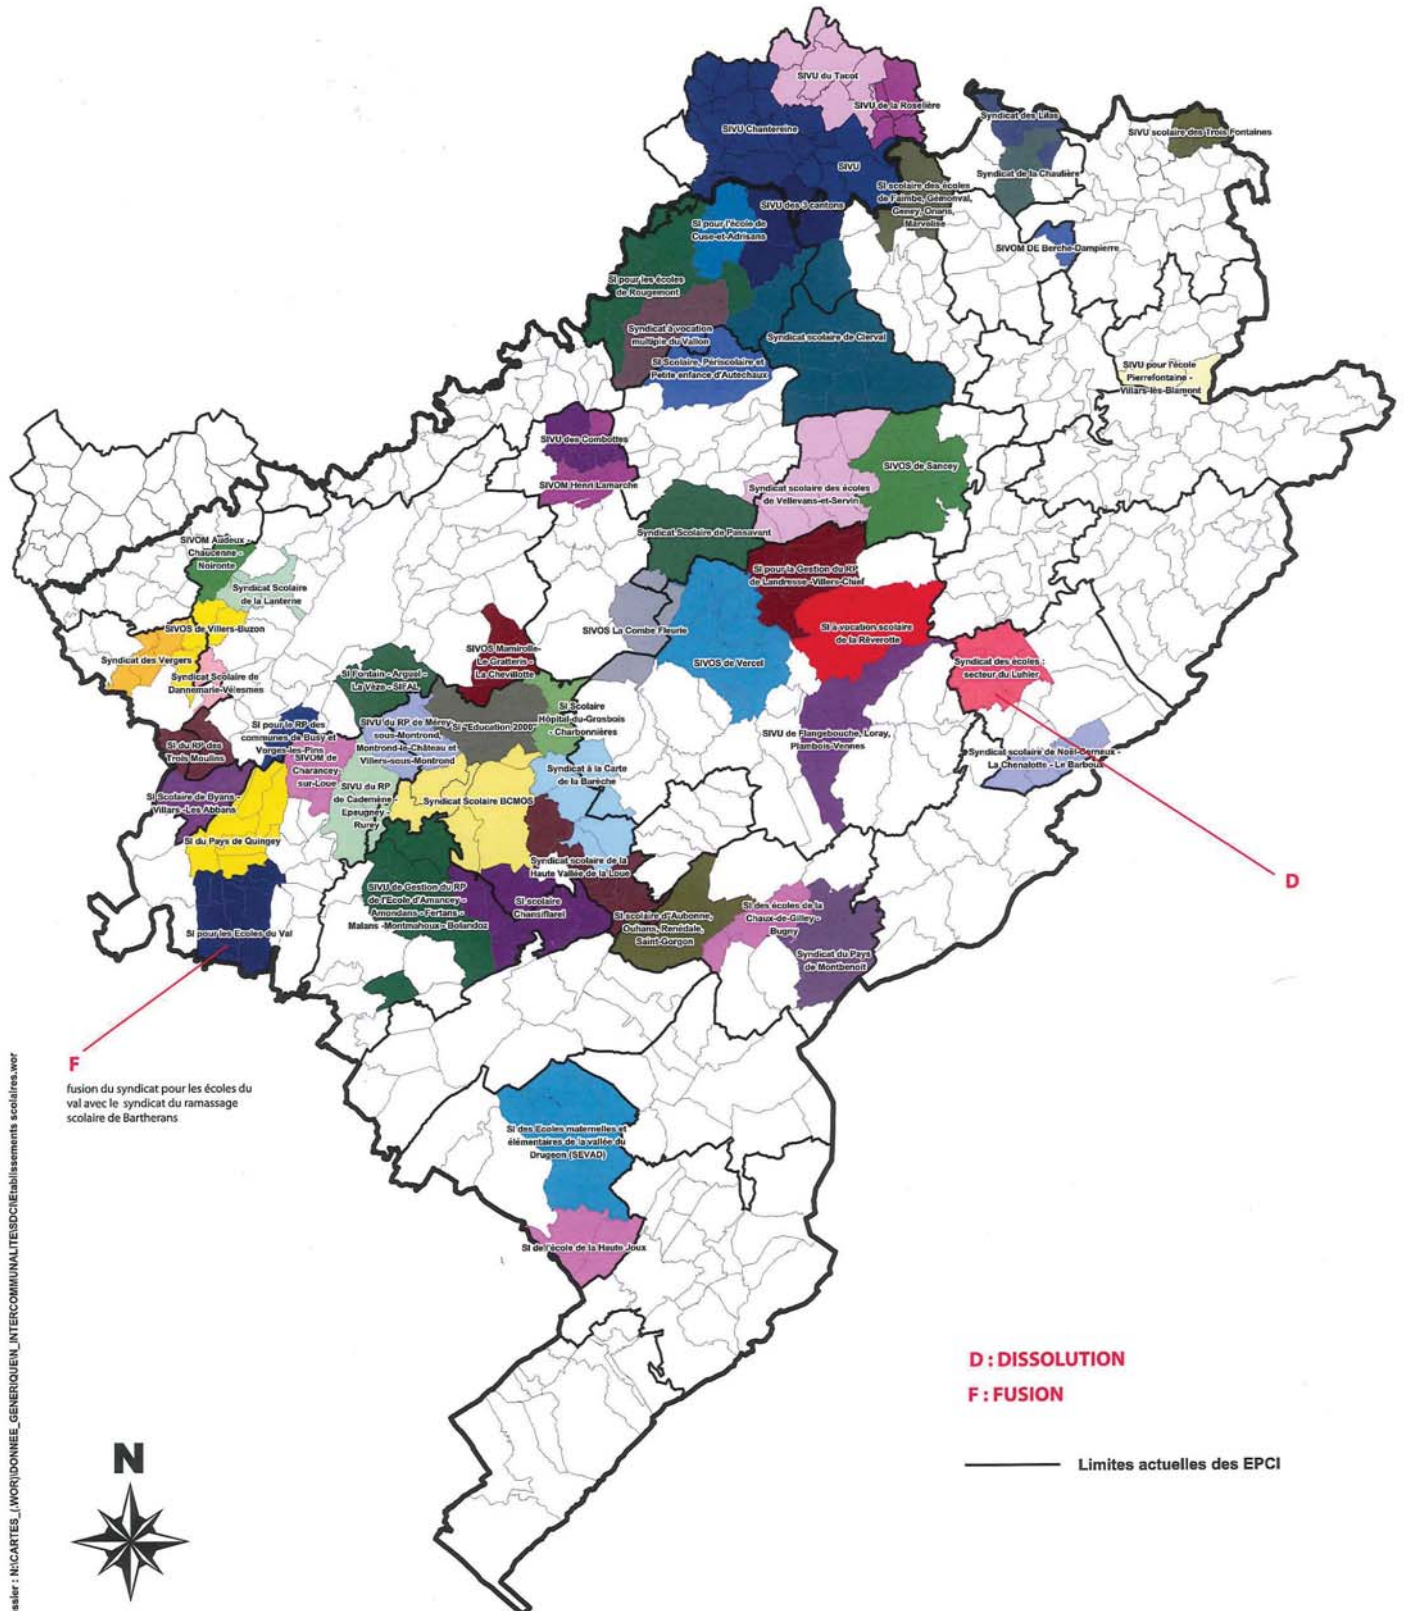 SIVU du Tacot
SIVU de la Roselière
SIVU Chantereine
SIVU
Syndicat des Lilas
SIVU scolaire des Trois Fontaines
Syndicat de la Chaulière
SI scolaire des écoles
de Faimbe, Gémonval,
Geney, Onans,
Marvelise
SIVU des 3 cantons
SI pour l'école de
Cuse-et-Adrisans
SIVOM DE Berche-Dampierre
SI pour les écoles
de Rougemont
Syndicat à vocation
multiple du Vallon
Syndicat scolaire de Clerval
SI Scolaire, Périscolaire et
Petite enfance d'Autechaux
SIVU pour l'école
Pierrefontaine -
Villars-lès-Blamont
SIVU des Combottes
SIVOM Henri Lamarche
SIVOS de Sancey
Syndicat scolaire des écoles
de Vellevans-et-Servin
Syndicat Scolaire de Passavant
SIVOM Audeux -
Chaucenne -
Noironte
Syndicat Scolaire
de la Lanterne
SI pour la Gestion du RP
de Landresse -Villers-Chief
SIVOS de Villers-Buzon
SIVOS La Combe Fleurie
SI à vocation scolaire
de la Rêverotte
Syndicat des Vergers
Syndicat Scolaire de
Dannemarie-Velesmes
SIVOS Mamirolle-
Le Gratteris -
La Chevillotte
SIVOS de Vercel
Syndicat des écoles :
secteur du Luhier
SI Fontain - Arguel -
La Vèze - SIFAL
SI pour le RP des
communes de Busy et
Vorges-les-Pins
SIVU du RP de Mérey-
sous-Montrond,
Montrond-le-Château et
Villers-sous-Montrond
SI "Education 2000"
SI Scolaire
Hôpital-du-Grosbois
- Charbonnières
SIVU de Flangebouche, Loray,
Plambois-Vennes
Syndicat scolaire de Noël-Cerneux -
La Chenalotte - Le Barboux
SI du RP des
Trois Moulins
SIVOM de
Charancey-
sur-Loue
Syndicat à la Carte
de la Barèche
SI Scolaire de Byans -
Villars -Les Abbans
SIVU du RP
de Cademène -
Epeugney -
Rurey
Syndicat Scolaire BCMOS
SI du Pays de Quingey
Syndicat scolaire de la
Haute Vallée de la Loue
D
SIVU de Gestion du RP
de l'Ecole d'Amancey -
Amondans - Fertans -
Malans -Montmahoux - Bolandoz
SI scolaire
Chansiflarel
SI scolaire d'Aubonne,
Ouhans, Renédale,
Saint-Gorgon
SI des écoles de la
Chaux-de-Gilley -
Bugny
SI pour les Ecoles du Val
Syndicat du Pays
de Montbenoit
F
fusion du syndicat pour les écoles du
val avec le syndicat du ramassage
scolaire de Bartherans
SI des Ecoles maternelles et
élémentaires de la vallée du
Drugeon (SEVAD)
SI de l'école de la Haute Joux
D : DISSOLUTION
F : FUSION
Limites actuelles des EPCI
N
ssier : N:\CARTES_(.WOR)\DONNEE_GENERIQUE\N_INTERCOMMUNALITE\SDCI\Etablissements scolaires.wor